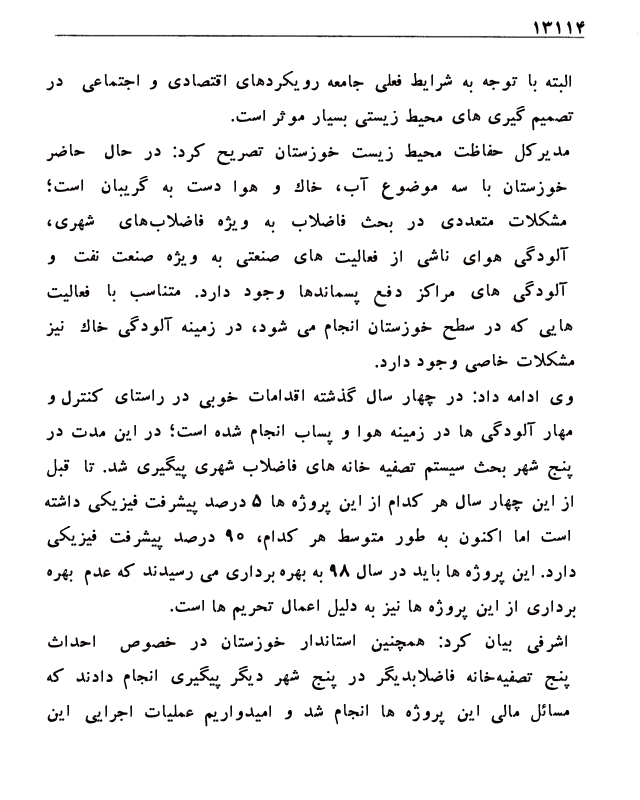 ۱۳۱۱۴
البته با توجه به شرایط فعلی جامعه رویکردهای اقتصادی و اجتماعی در
تصمیم گیری های محیط زیستی بسیار موثر است.
مدیرکل حفاظت محیط زیست خوزستان تصریح کرد: در حال حاضر
خوزستان با سه موضوع آب، خاك و هوا دست به گریبان است؛
مشکلات متعددی در بحث فاضلاب به ویژه فاضلاب‌های شهری،
آلودگی هوای ناشی از فعالیت های صنعتی به ویژه صنعت نفت و
آلودگی های مراکز دفع پسماندها وجود دارد. متناسب با فعالیت
هایی که در سطح خوزستان انجام می شود، در زمینه آلودگی خاك نیز
مشکلات خاصی وجود دارد.
وی ادامه داد: در چهار سال گذشته اقدامات خوبی در راستای کنترل و
مهار آلودگی ها در زمینه هوا و پساب انجام شده است؛ در این مدت در
پنج شهر بحث سیستم تصفیه خانه های فاضلاب شهری پیگیری شد. تا قبل
از این چهار سال هر کدام از این پروژه ها ۵ درصد پیشرفت فیزیکی داشته
است اما اکنون به طور متوسط هر کدام، ۹۰ درصد پیشرفت فیزیکی
دارد. این پروژه ها باید در سال ۹۸ به بهره برداری می رسیدند که عدم بهره
برداری از این پروژه ها نیز به دلیل اعمال تحریم ها است.
اشرفی بیان کرد: همچنین استاندار خوزستان در خصوص احداث
پنج تصفیه‌خانه فاضلابدیگر در پنج شهر دیگر پیگیری انجام دادند که
مسائل مالی این پروژه ها انجام شد و امیدواریم عملیات اجرایی این